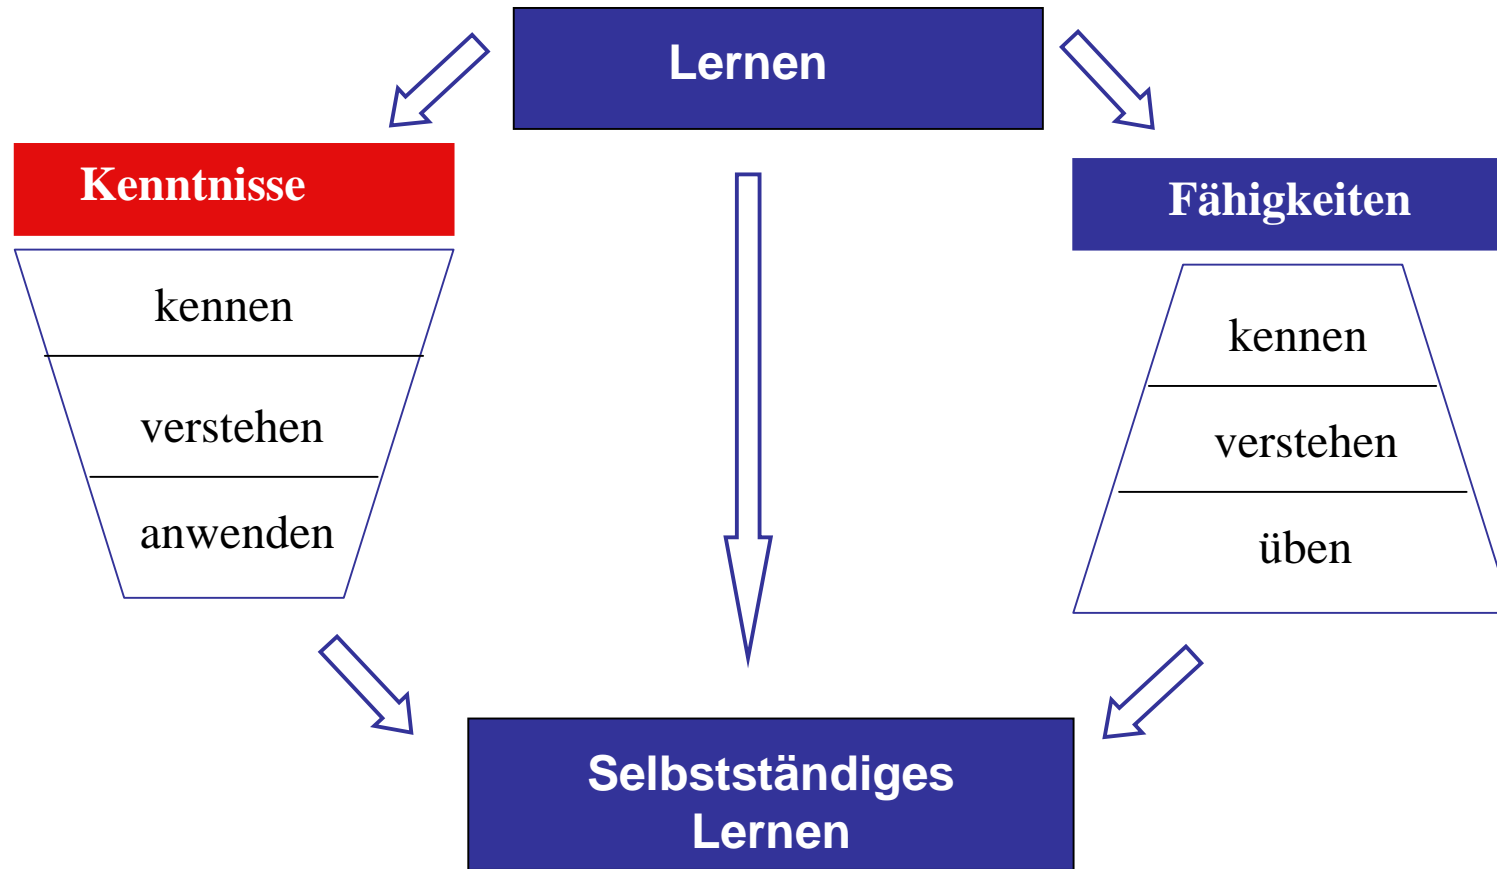 Lernen
Kenntnisse
Fähigkeiten
kennen
verstehen
anwenden
kennen
verstehen
üben
Selbstständiges
Lernen